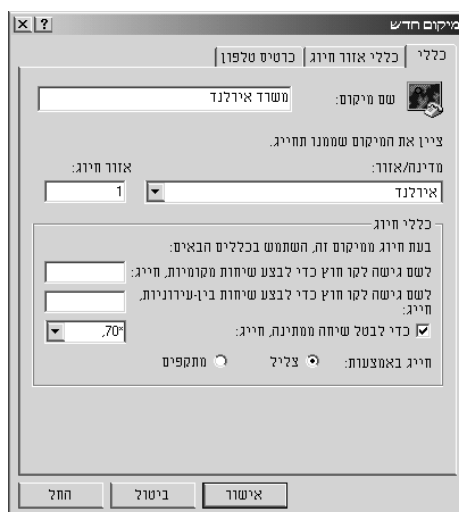 מיקום חדש
כללי כללי אזור חיוג כרטיס טלפון
שם מיקום: משרד אירלנד
ציין את המיקום שממנו תחייג.
מדינה/אזור: אזור חיוג:
אירלנד 1
כללי חיוג
בעת חיוג ממיקום זה, השתמש בכללים הבאים:
לשם גישה לקו חוץ כדי לבצע שיחות מקומיות, חייג:
לשם גישה לקו חוץ כדי לבצע שיחות בין-עירוניות,
חייג:
כדי לבטל שיחה ממתינה, חייג: *70,
חייג באמצעות: צליל מתקפים
אישור ביטול החל